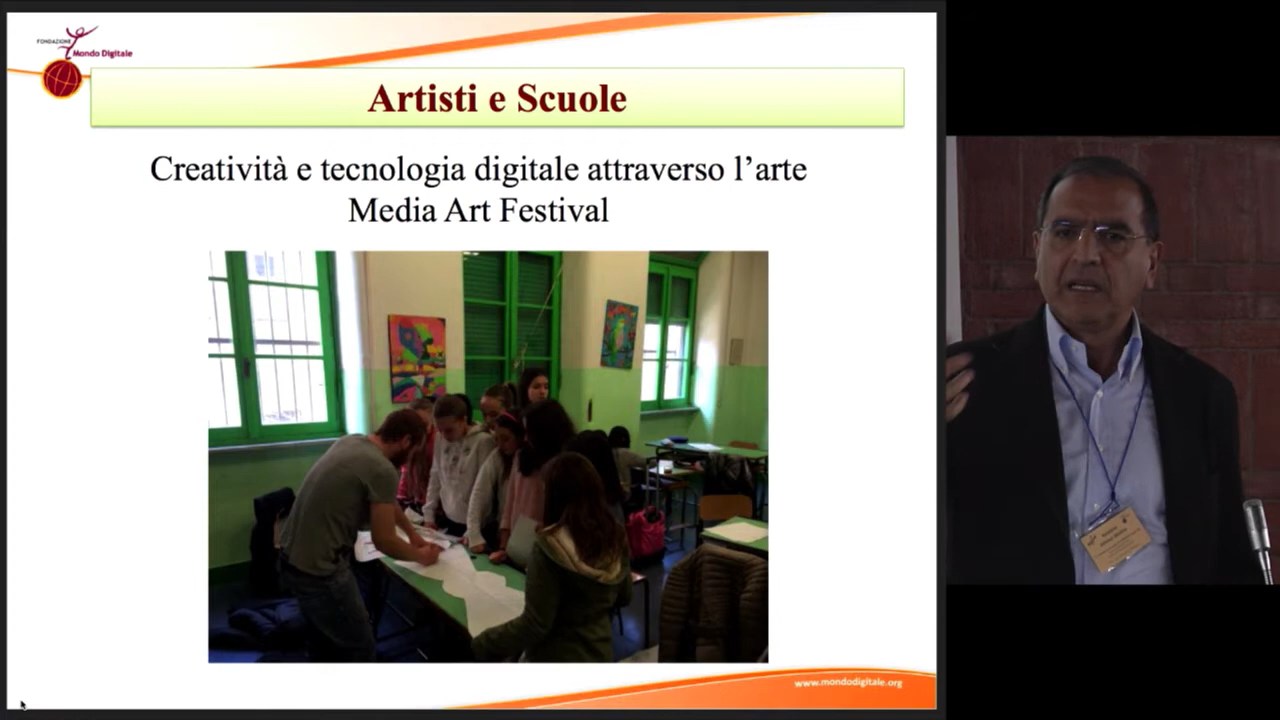 FONDAZIONE
Mondo Digitale
Artisti e Scuole
Creatività e tecnologia digitale attraverso l’arte
Media Art Festival
www.mondodigitale.org